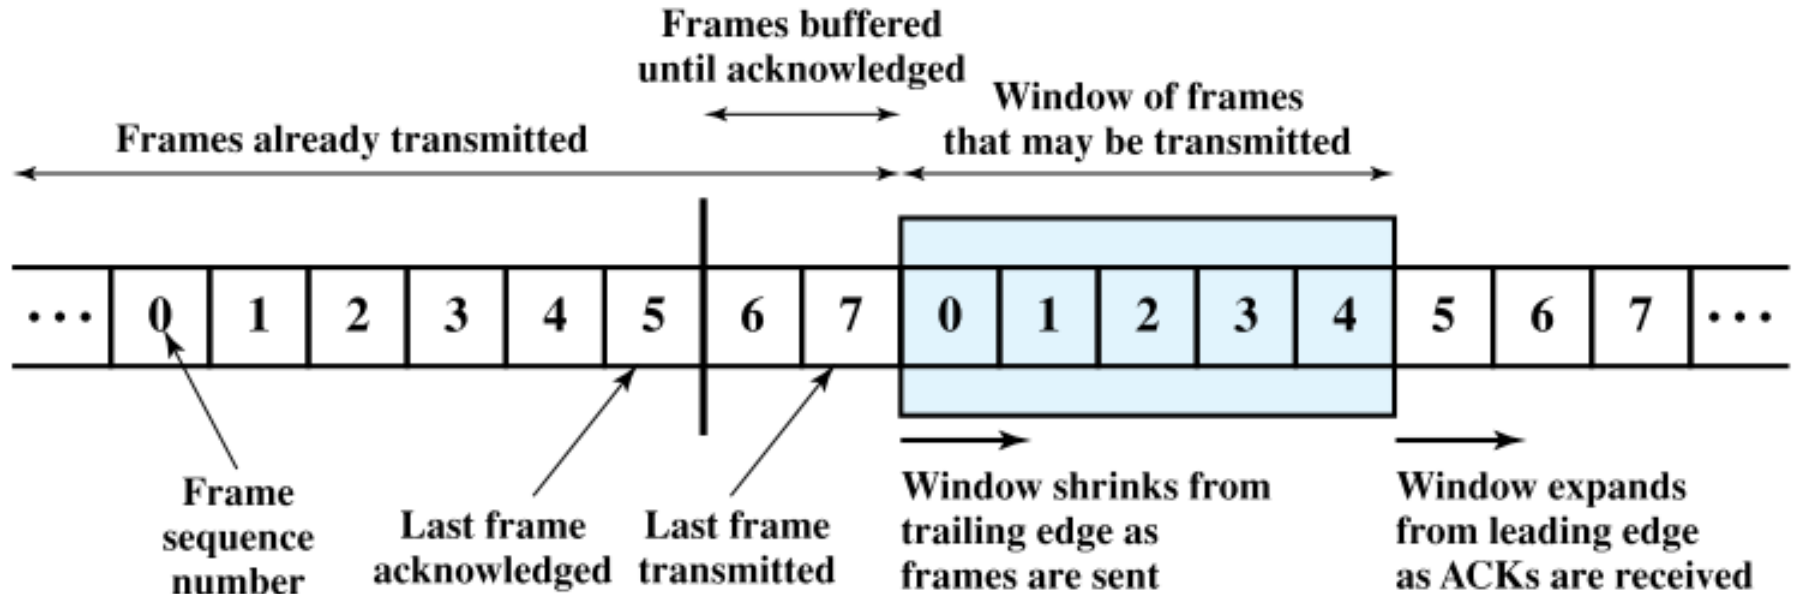 Frames buffered
until acknowledged
Window of frames
that may be transmitted
Frames already transmitted
··· 0 1 2 3 4 5 6 7 0 1 2 3 4 5 6 7 ···
Frame
sequence
number
Last frame
acknowledged
Last frame
transmitted
Window shrinks from
trailing edge as
frames are sent
Window expands
from leading edge
as ACKs are received